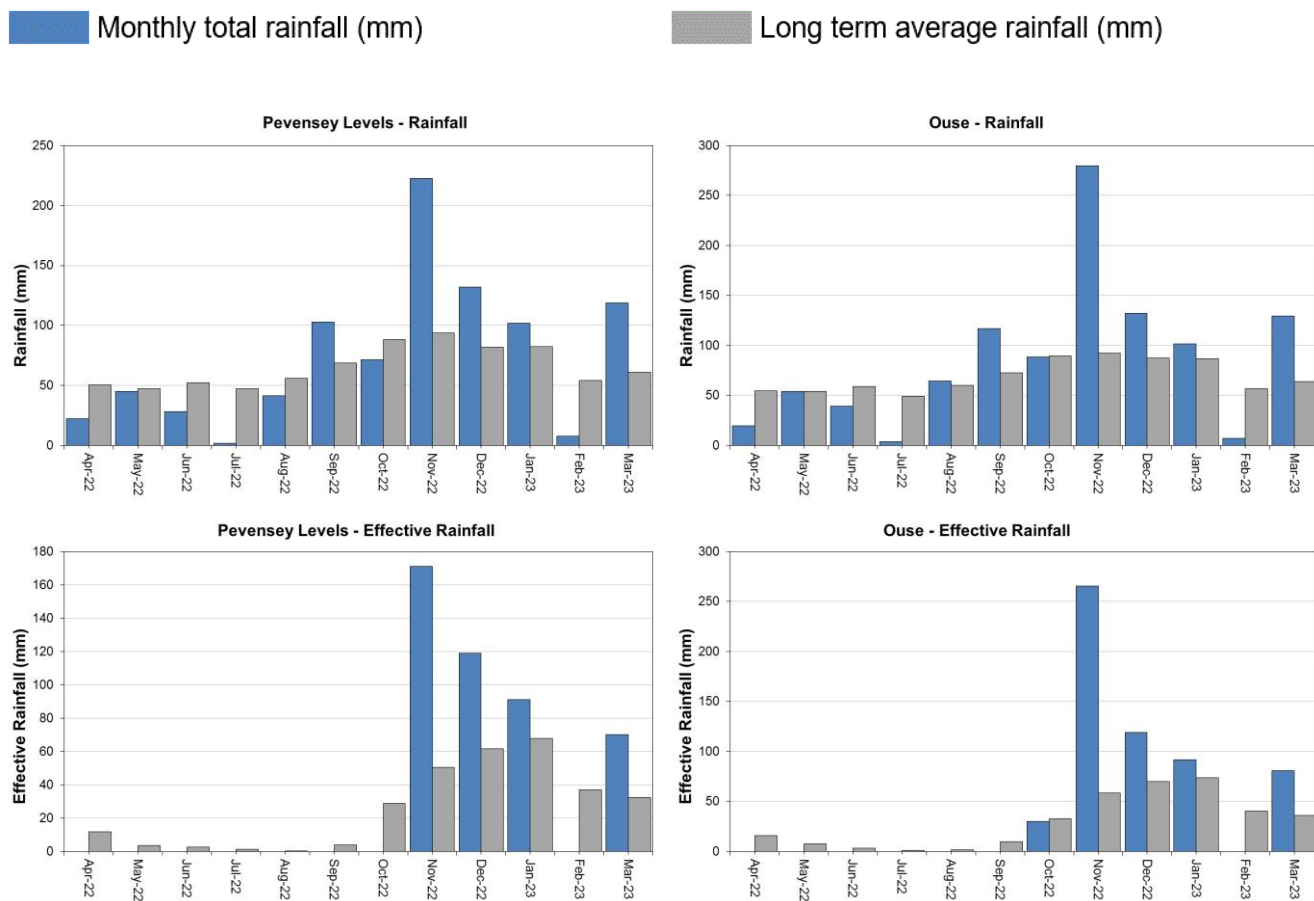 Monthly total rainfall (mm)
Long term average rainfall (mm)
Pevensey Levels - Rainfall
Rainfall (mm)
250
200
150
100
50
0
Apr-22
May-22
Jun-22
Jul-22
Aug-22
Sep-22
Oct-22
Nov-22
Dec-22
Jan-23
Feb-23
Mar-23
Ouse - Rainfall
Rainfall (mm)
300
250
200
150
100
50
0
Apr-22
May-22
Jun-22
Jul-22
Aug-22
Sep-22
Oct-22
Nov-22
Dec-22
Jan-23
Feb-23
Mar-23
Pevensey Levels - Effective Rainfall
Effective Rainfall (mm)
180
160
140
120
100
80
60
40
20
0
Apr-22
May-22
Jun-22
Jul-22
Aug-22
Sep-22
Oct-22
Nov-22
Dec-22
Jan-23
Feb-23
Mar-23
Ouse - Effective Rainfall
Effective Rainfall (mm)
300
250
200
150
100
50
0
Apr-22
May-22
Jun-22
Jul-22
Aug-22
Sep-22
Oct-22
Nov-22
Dec-22
Jan-23
Feb-23
Mar-23